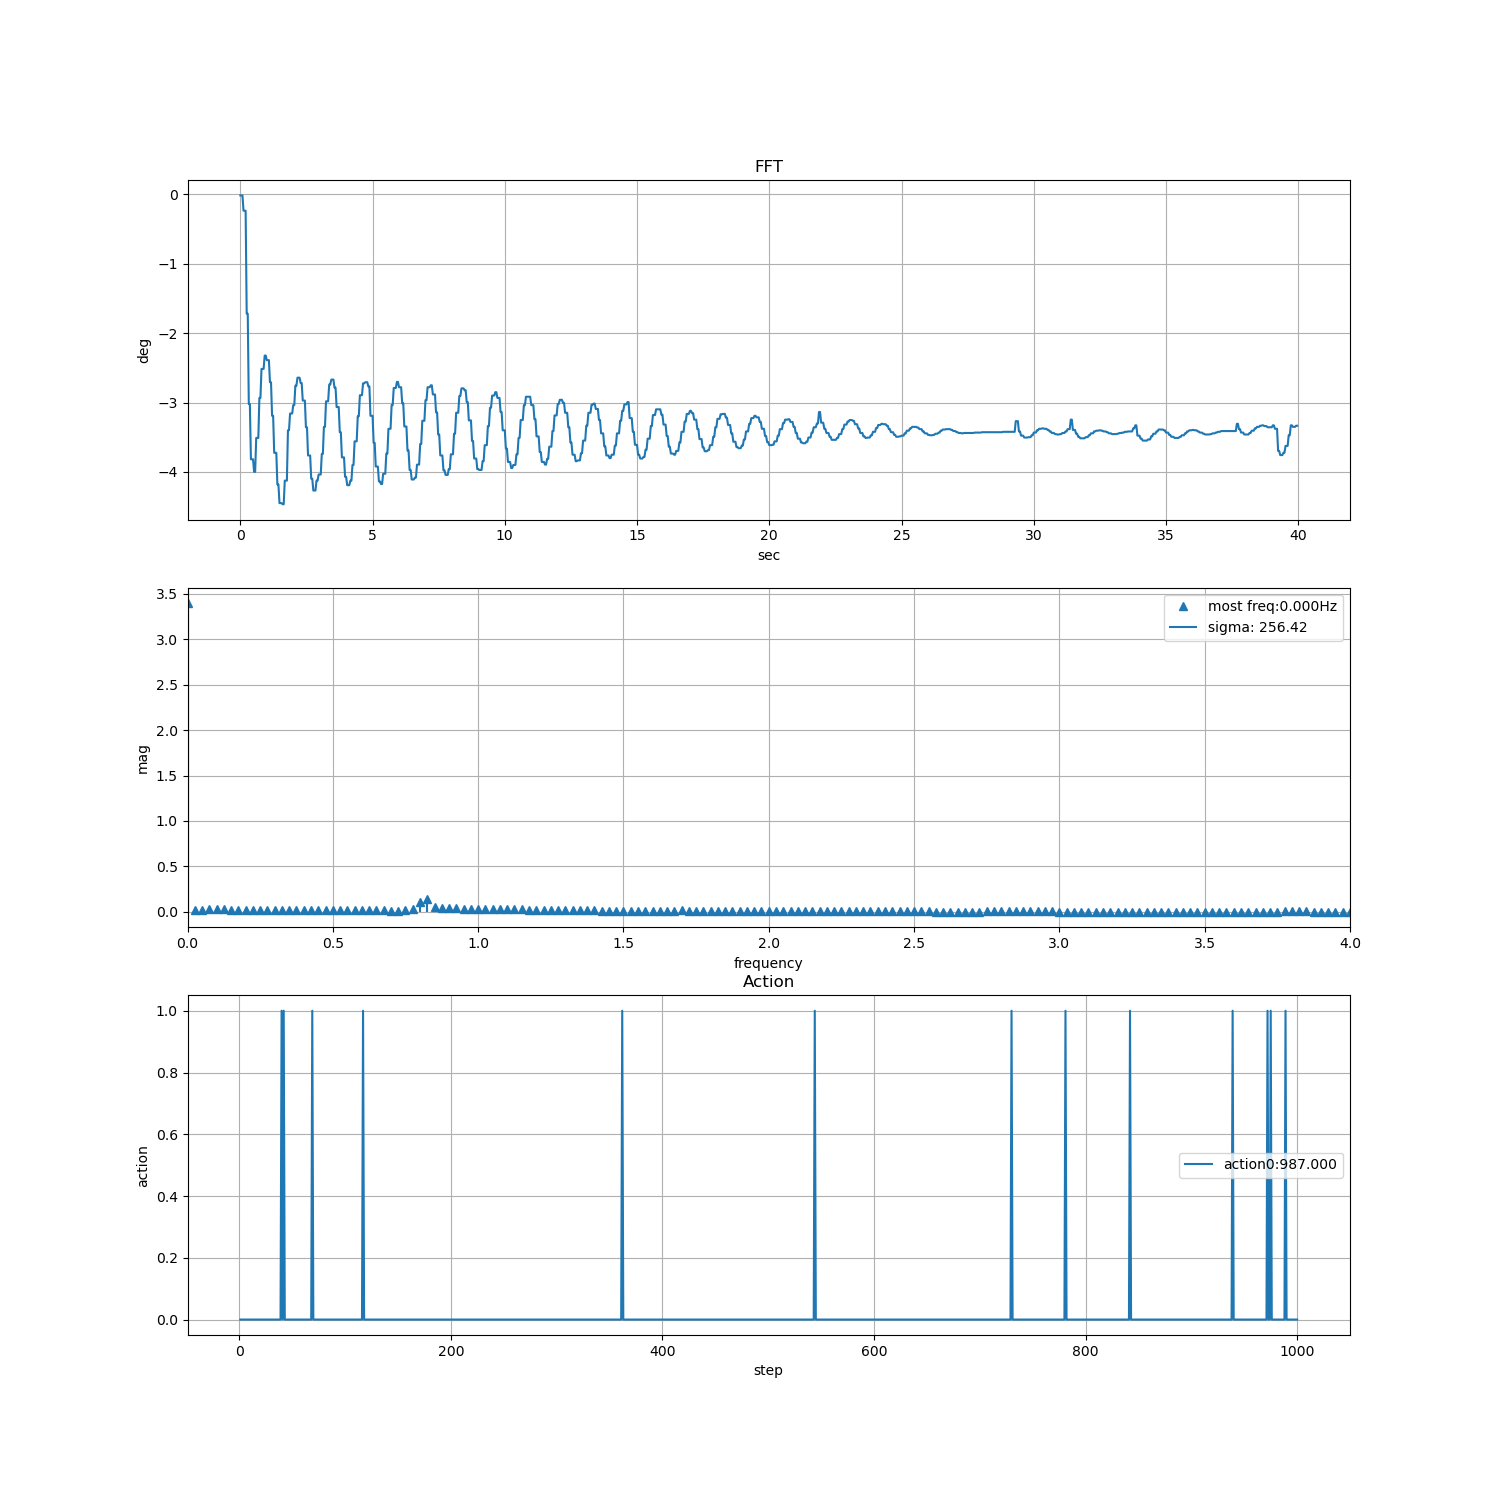 FFT
0
−1
−2
−3
−4
deg
0 5 10 15 20 25 30 35 40
sec
3.5
3.0
2.5
2.0
1.5
1.0
0.5
0.0
mag
most freq:0.000Hz
sigma: 256.42
0.0 0.5 1.0 1.5 2.0 2.5 3.0 3.5 4.0
frequency
Action
1.0
0.8
0.6
0.4
0.2
0.0
action
action0:987.000
0 200 400 600 800 1000
step